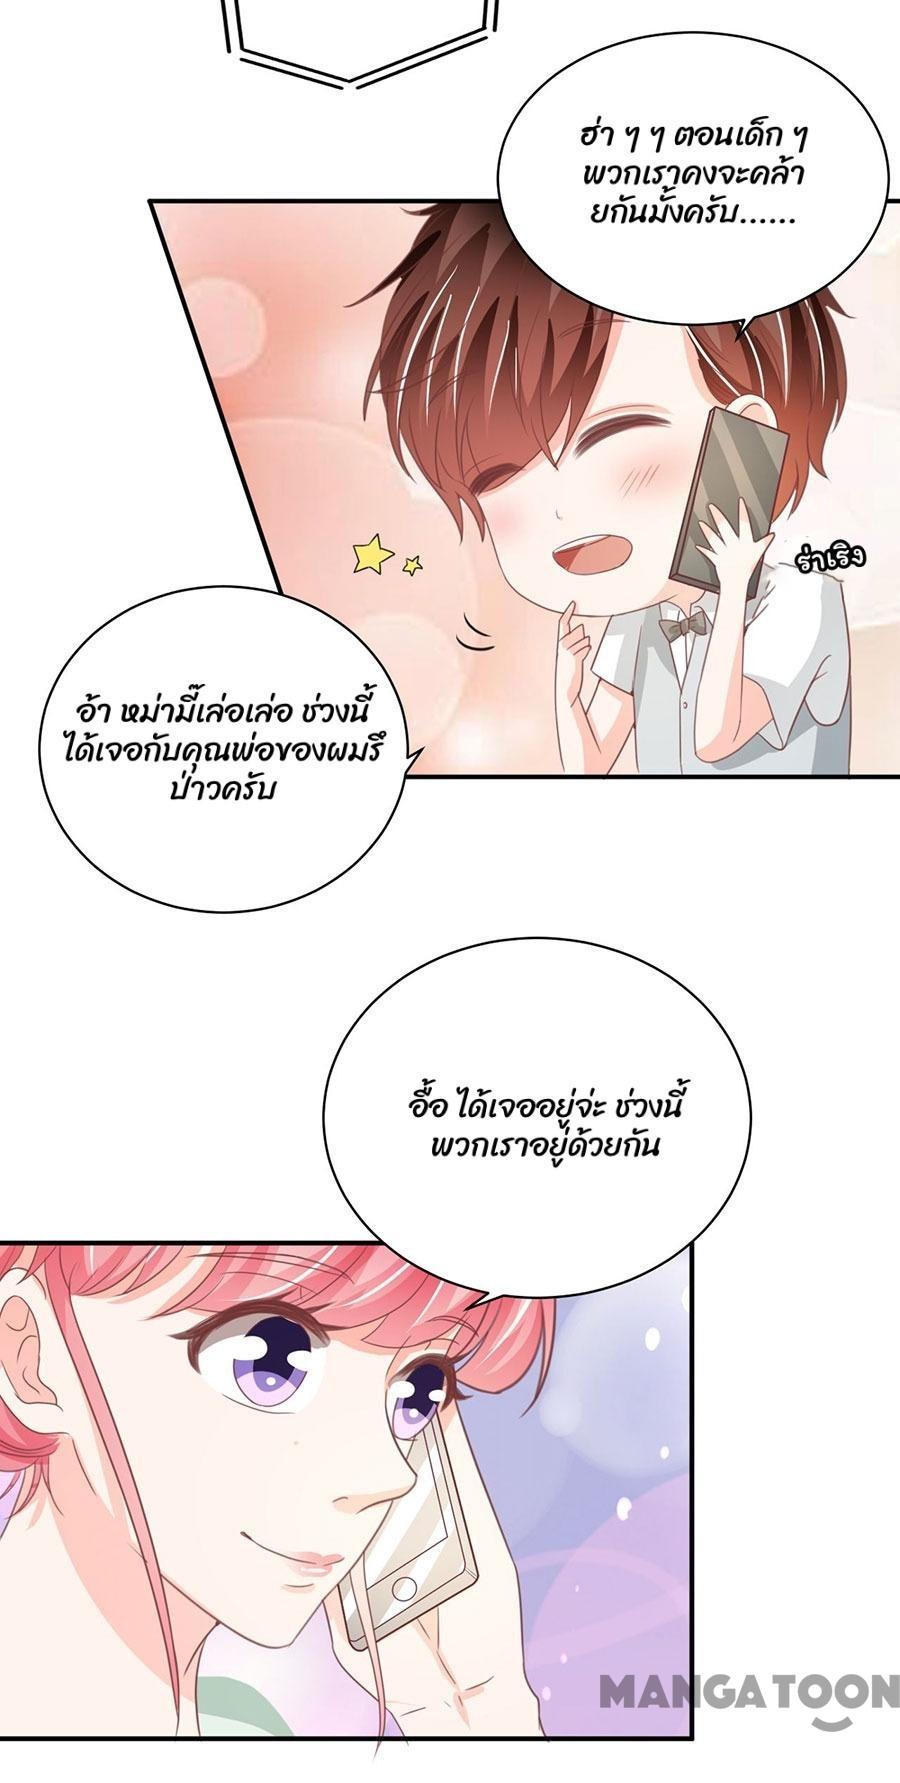 ฮ่า ๆ ๆ ตอนเด็ก ๆ
พวกเราคงจะคล้า
ยกันมั้งครับ......
ร่าเริง
อ้า หม่ามี๊เล่อเล่อ ช่วงนี้
ได้เจอกับคุณพ่อของผมรึ
ป่าวครับ
อื้อ ได้เจออยู่จ่ะ ช่วงนี้
พวกเราอยู่ด้วยกัน
MANGATOON